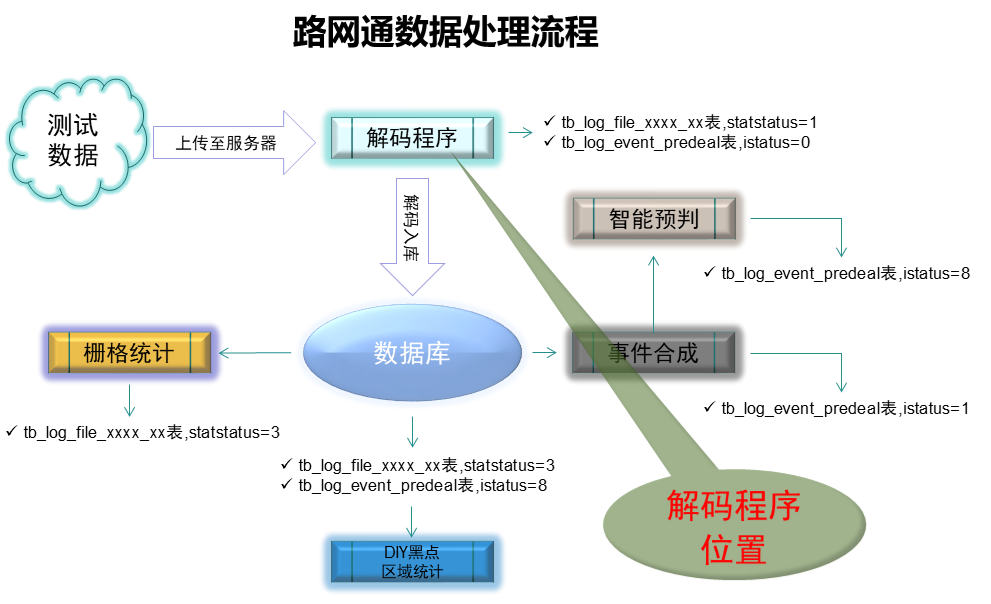 路网通数据处理流程
测试
数据
上传至服务器
解码程序
✓ tb_log_file_xxxx_xx表,statstatus=1
✓ tb_log_event_predeal表,istatus=0
解码入库
智能预判
✓ tb_log_event_predeal表,istatus=8
栅格统计
数据库
事件合成
✓ tb_log_event_predeal表,istatus=1
✓ tb_log_file_xxxx_xx表,statstatus=3
✓ tb_log_file_xxxx_xx表,statstatus=3
✓ tb_log_event_predeal表,istatus=8
解码程序
位置
DIY黑点
区域统计